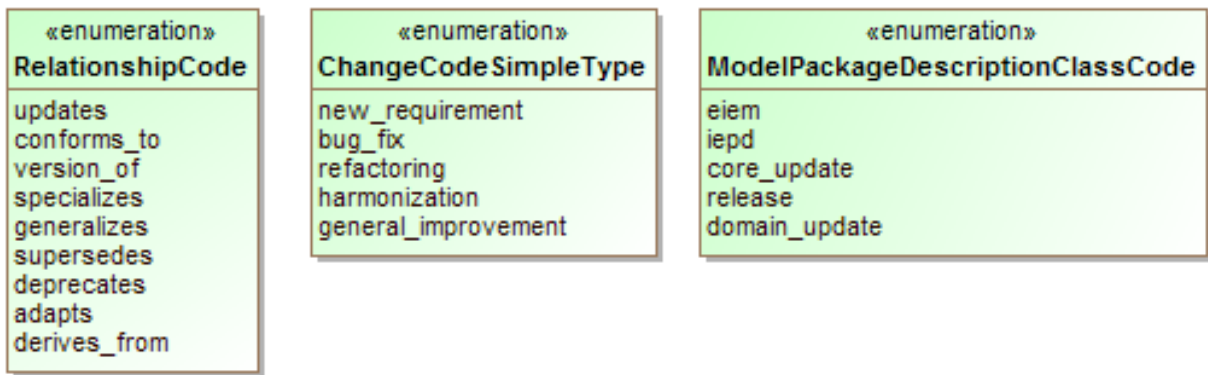 «enumeration»
RelationshipCode
updates
conforms_to
version_of
specializes
generalizes
supersedes
deprecates
adapts
derives_from
«enumeration»
ChangeCodeSimpleType
new_requirement
bug_fix
refactoring
harmonization
general_improvement
«enumeration»
ModelPackageDescriptionClassCode
eiem
iepd
core_update
release
domain_update